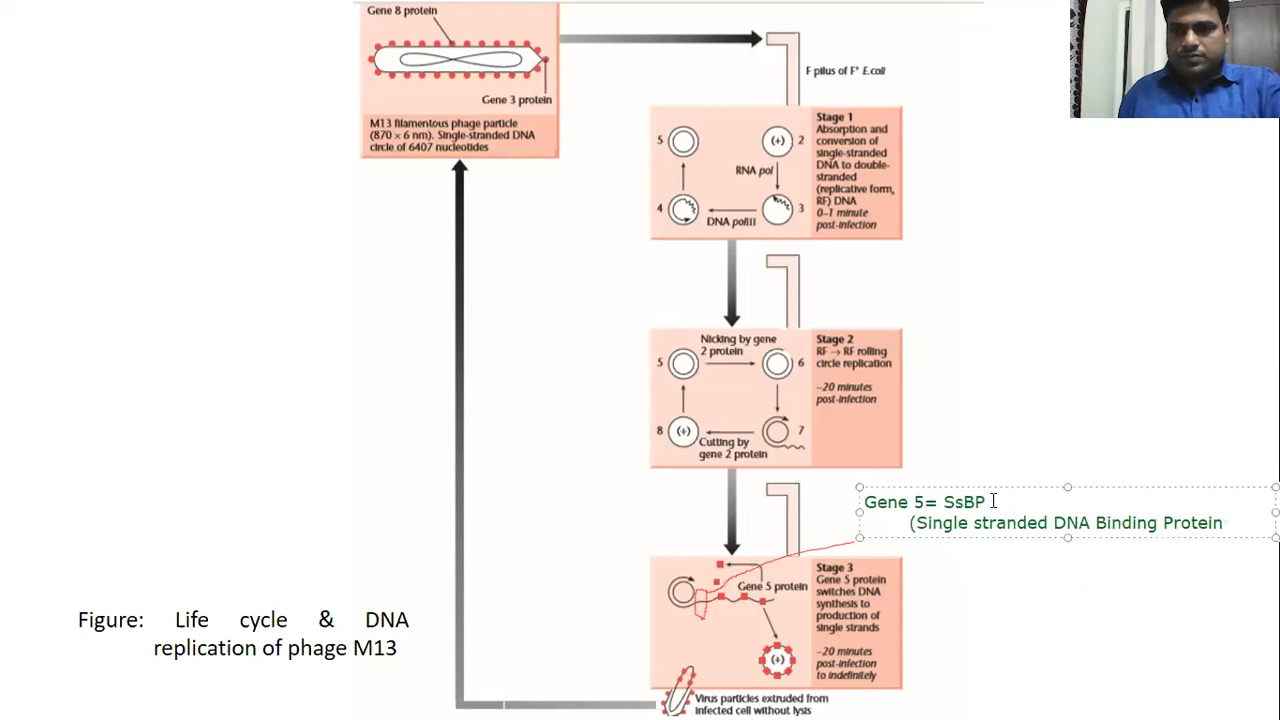 Gene 8 protein
Gene 3 protein
M13 filamentous phage particle
(870 × 6 nm). Single-stranded DNA
circle of 6407 nucleotides
F pilus of F⁺ E.coli
5
(+)
2
RNA pol
4
3
DNA polIII
Stage 1
Absorption and
conversion of
single-stranded
DNA to double-
stranded
(replicative form,
RF) DNA
0–1 minute
post-infection
Nicking by gene
2 protein
5
6
8
(+)
7
Cutting by
gene 2 protein
Stage 2
RF → RF rolling
circle replication
~20 minutes
post-infection
Gene 5= SsBP
(Single stranded DNA Binding Protein
Gene 5 protein
(+)
Stage 3
Gene 5 protein
switches DNA
synthesis to
production of
single strands
~20 minutes
post-infection
to indefinitely
Virus particles extruded from
infected cell without lysis
Figure: Life cycle & DNA
replication of phage M13